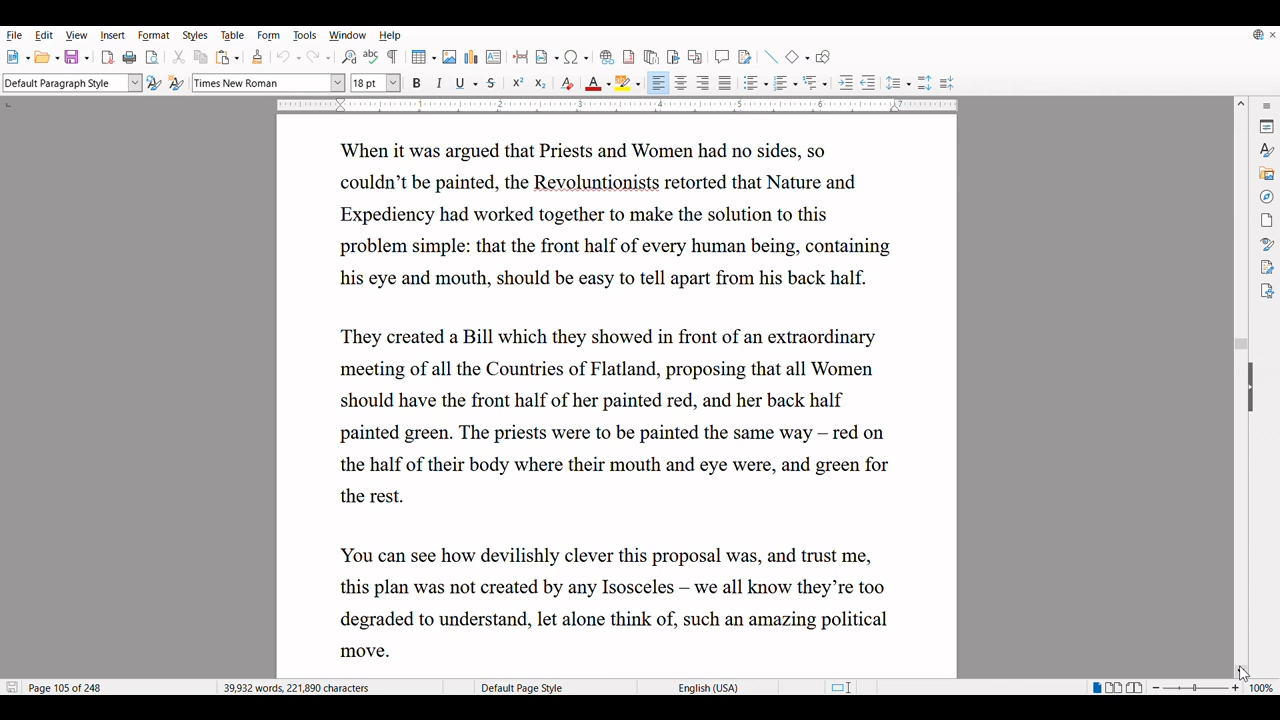 File Edit View Insert Format Styles Table Form Tools Window Help
Default Paragraph Style Times New Roman 18 pt
1 2 3 4 5 6 7
When it was argued that Priests and Women had no sides, so
couldn't be painted, the Revoluntionists retorted that Nature and
Expediency had worked together to make the solution to this
problem simple: that the front half of every human being, containing
his eye and mouth, should be easy to tell apart from his back half.
They created a Bill which they showed in front of an extraordinary
meeting of all the Countries of Flatland, proposing that all Women
should have the front half of her painted red, and her back half
painted green. The priests were to be painted the same way – red on
the half of their body where their mouth and eye were, and green for
the rest.
You can see how devilishly clever this proposal was, and trust me,
this plan was not created by any Isosceles – we all know they're too
degraded to understand, let alone think of, such an amazing political
move.
Page 105 of 248 39,932 words, 221,890 characters Default Page Style English (USA) 100%